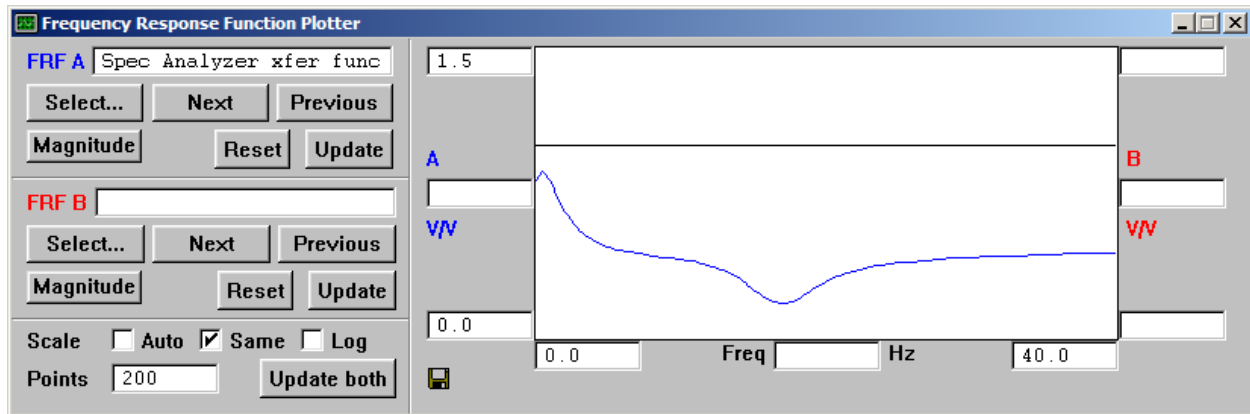 Frequency Response Function Plotter
FRF A Spec Analyzer xfer func
Select... Next Previous
Magnitude Reset Update
FRF B
Select... Next Previous
Magnitude Reset Update
Scale Auto Same Log
Points 200 Update both
1.5
A
V/V
0.0
0.0 Freq Hz 40.0
B
V/V